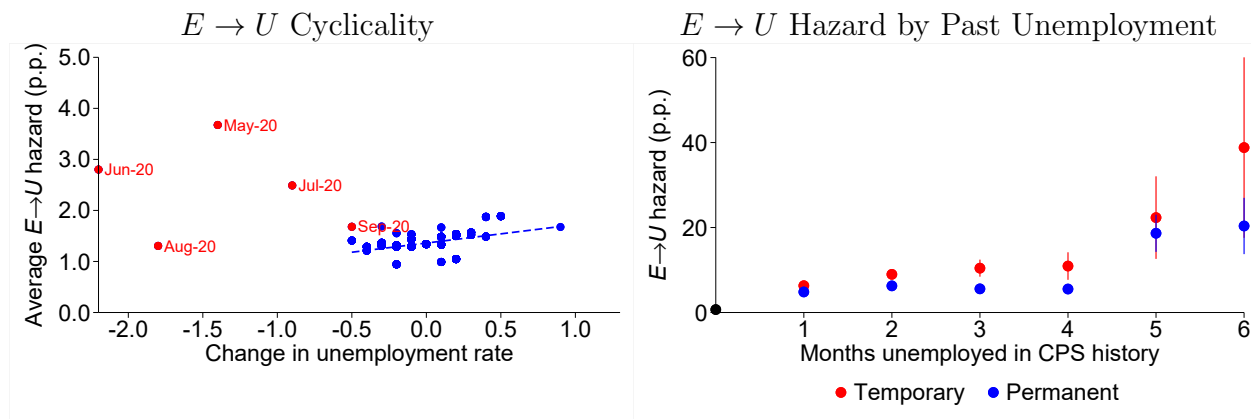 E → U Cyclicality
Average E→U hazard (p.p.)
5.0
4.0
3.0
2.0
1.0
0.0
May-20
Jun-20
Jul-20
Sep-20
Aug-20
-2.0 -1.5 -1.0 -0.5 0.0 0.5 1.0
Change in unemployment rate
E → U Hazard by Past Unemployment
E→U hazard (p.p.)
60
40
20
0
1 2 3 4 5 6
Months unemployed in CPS history
Temporary Permanent